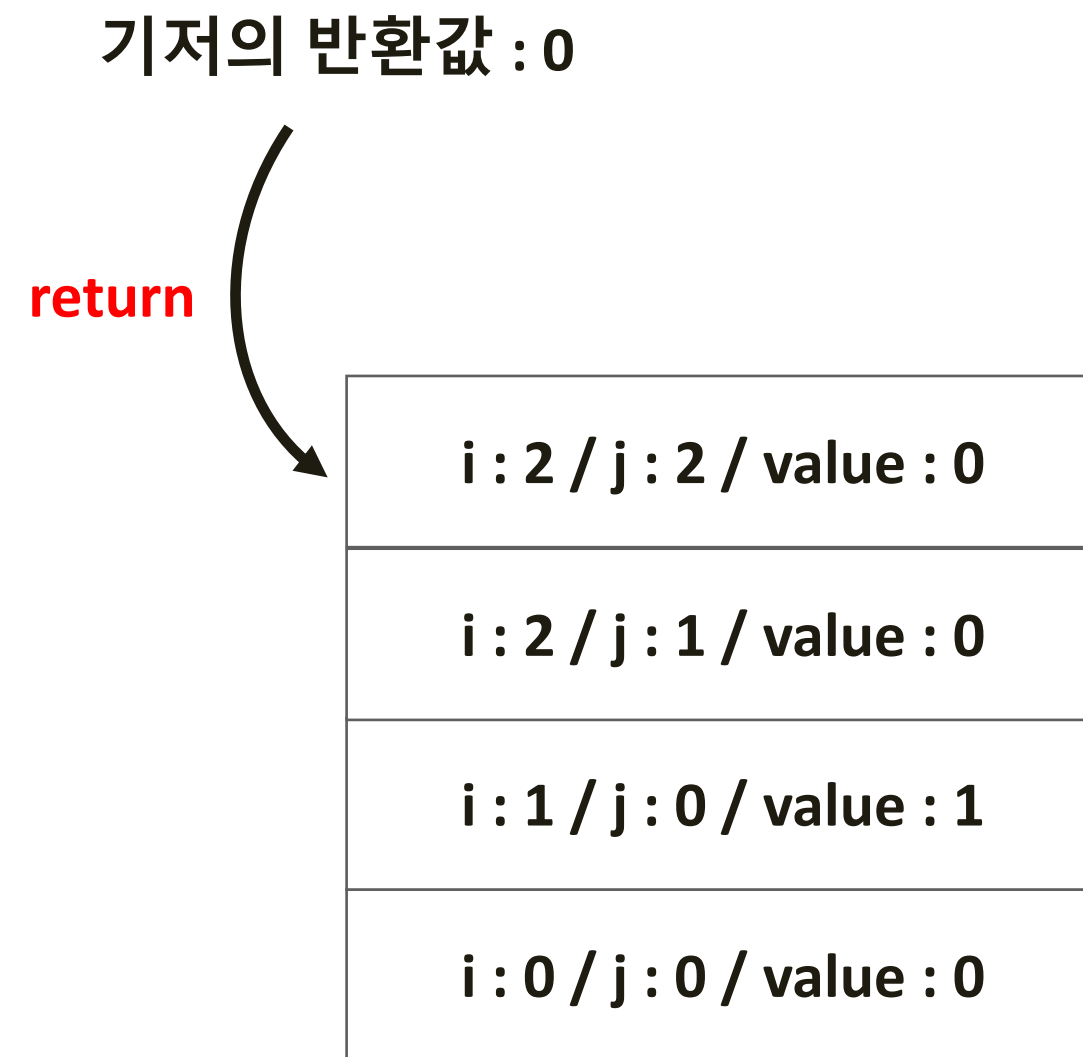 기저의 반환값 : 0
return
i : 2 / j : 2 / value : 0
i : 2 / j : 1 / value : 0
i : 1 / j : 0 / value : 1
i : 0 / j : 0 / value : 0